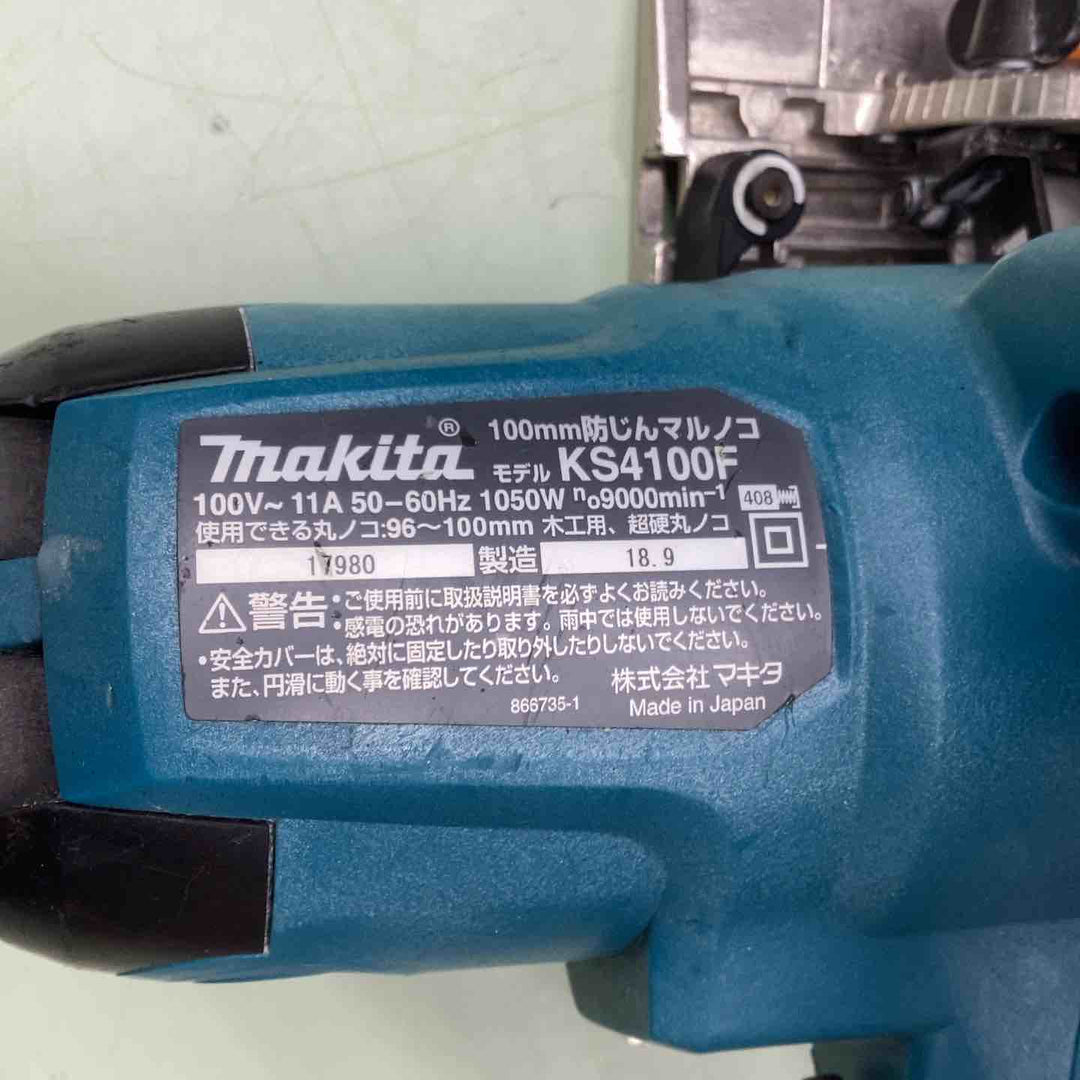 makita® 100mm防じんマルノコ
モデル KS4100F
100V~ 11A 50-60Hz 1050W n₀9000min⁻¹ 408
使用できる丸ノコ:96~100mm 木工用、超硬丸ノコ
17980 製造 18.9
警告:・ご使用前に取扱説明書を必ずよくお読みください。
・感電の恐れがあります。雨中では使用しないでください。
・安全カバーは、絶対に固定したり取り外したりしないでください。
また、円滑に動く事を確認してください。
株式会社 マキタ
866735-1 Made in Japan